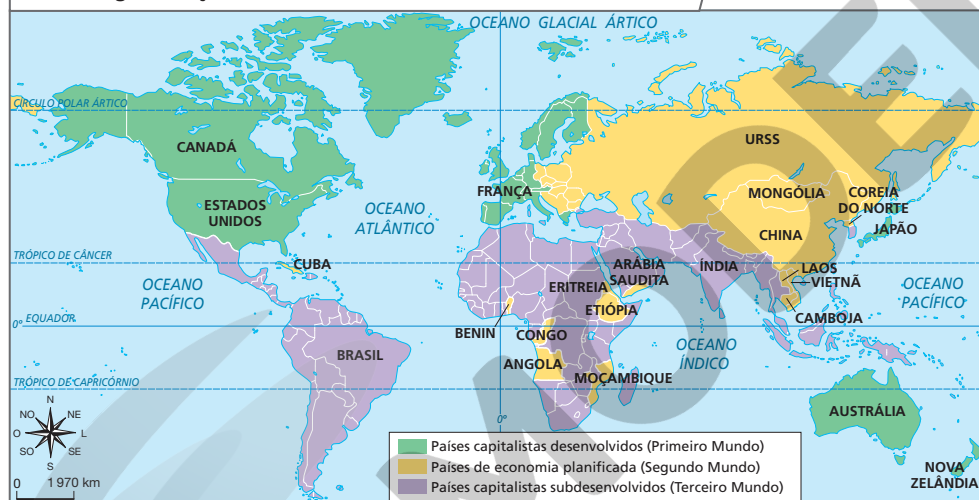 OCEANO GLACIAL ÁRTICO
CÍRCULO POLAR ÁRTICO
CANADÁ
URSS
FRANÇA
ESTADOS
UNIDOS
MONGÓLIA
COREIA
DO NORTE
OCEANO
ATLÂNTICO
JAPÃO
CHINA
TRÓPICO DE CÂNCER
CUBA
ARÁBIA
SAUDITA
ÍNDIA
LAOS
VIETNÃ
OCEANO
PACÍFICO
ERITREIA
OCEANO
PACÍFICO
ETIÓPIA
CAMBOJA
0° EQUADOR
BENIN
CONGO
BRASIL
OCEANO
ÍNDICO
ANGOLA
MOÇAMBIQUE
TRÓPICO DE CAPRICÓRNIO
AUSTRÁLIA
0°
N
NO
NE
O
L
SO
SE
S
0
1 970 km
Países capitalistas desenvolvidos (Primeiro Mundo)
Países de economia planificada (Segundo Mundo)
Países capitalistas subdesenvolvidos (Terceiro Mundo)
NOVA
ZELÂNDIA
MODE